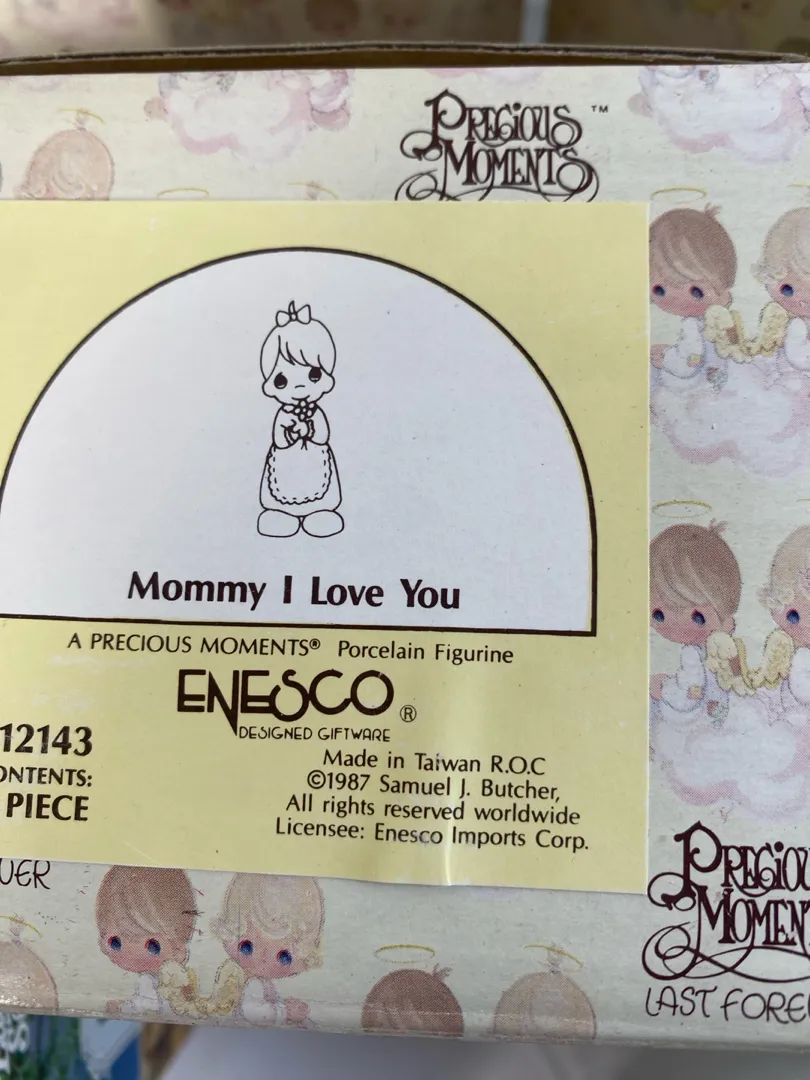 PRECIOUS ™
MOMENTS
Mommy I Love You
A PRECIOUS MOMENTS® Porcelain Figurine
ENESCO ®
DESIGNED GIFTWARE
12143
ONTENTS:
PIECE
Made in Taiwan R.O.C
©1987 Samuel J. Butcher,
All rights reserved worldwide
Licensee: Enesco Imports Corp.
VER
PRECIOU
MOMEN
LAST FORE